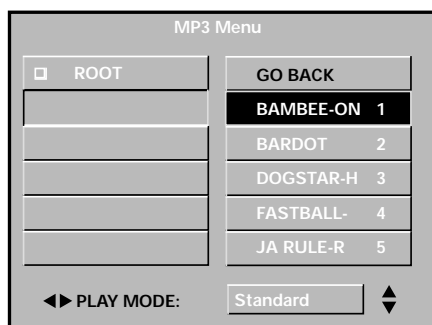 MP3 Menu
ROOT
GO BACK
BAMBEE-ON 1
BARDOT 2
DOGSTAR-H 3
FASTBALL- 4
JA RULE-R 5
PLAY MODE: Standard